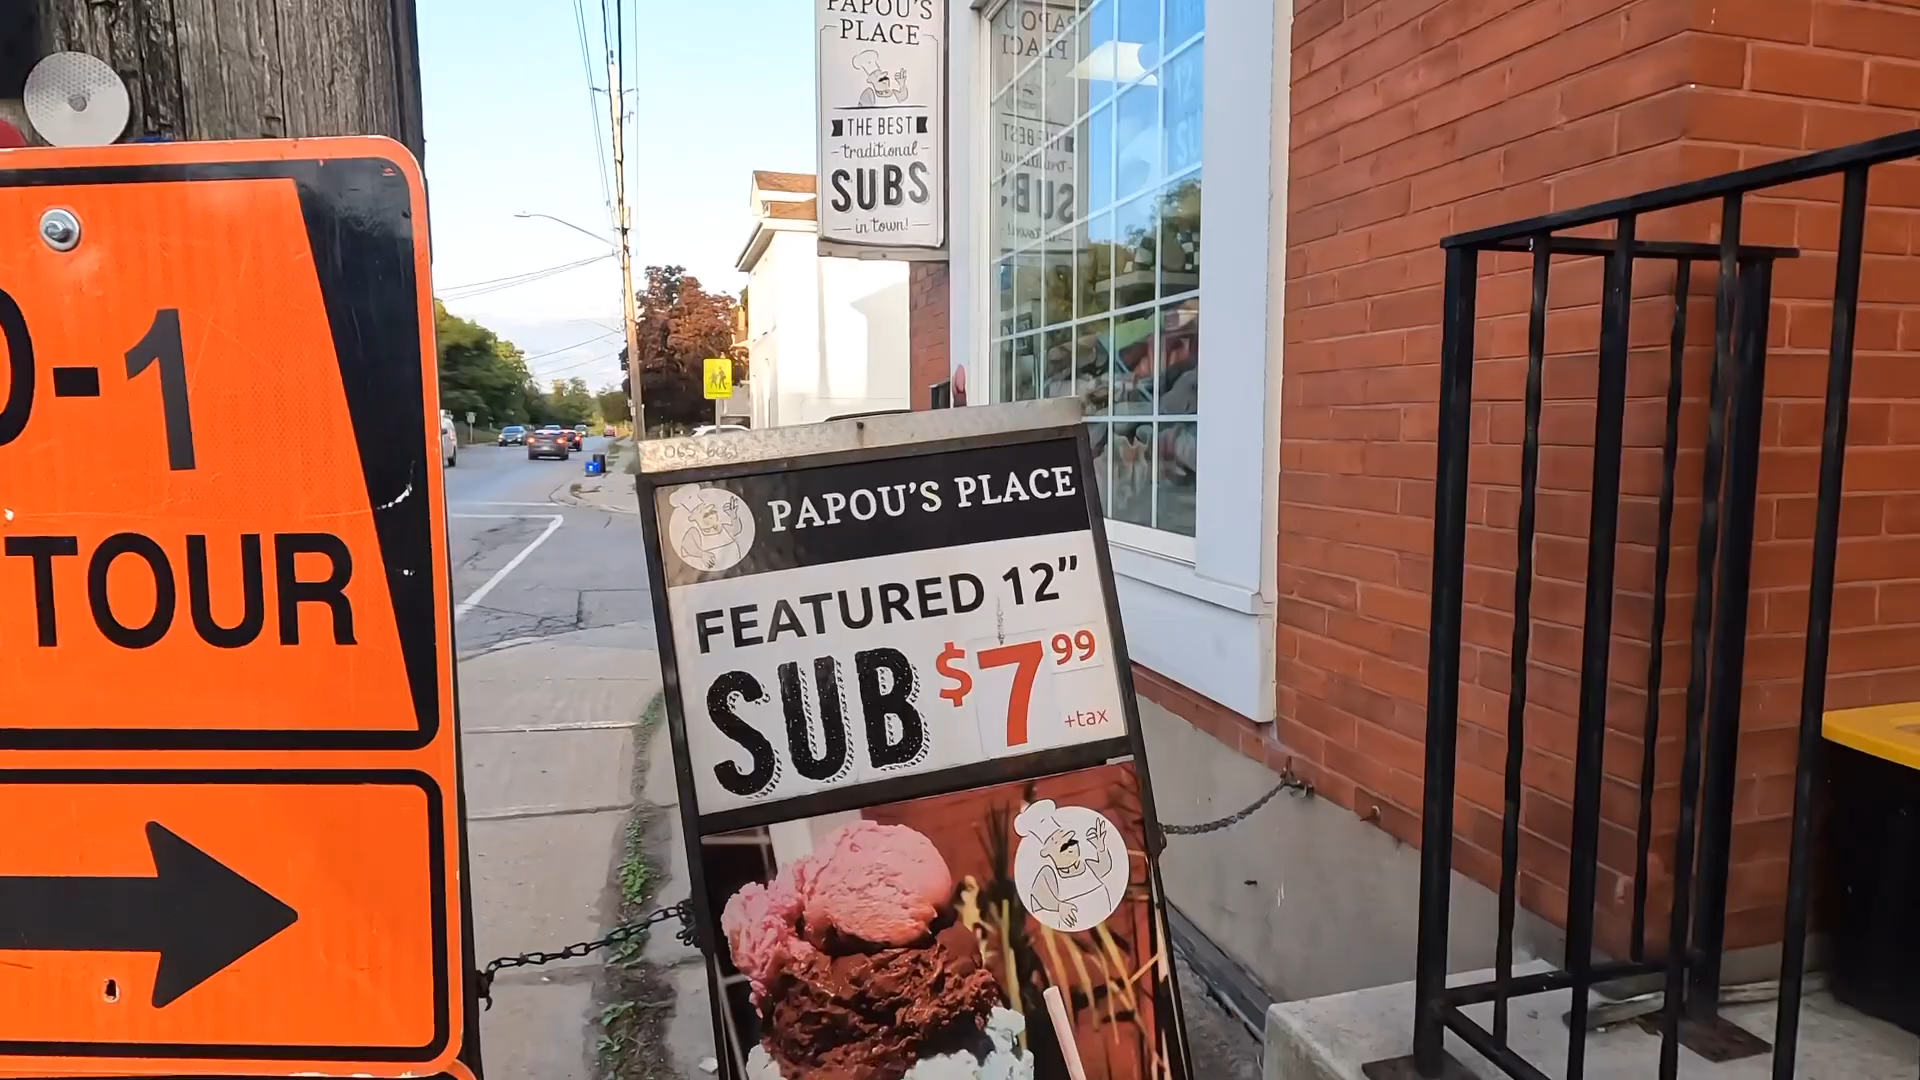 PAPOU'S
PLACE
THE BEST
-traditional-
SUBS
-in town!-
-1
TOUR
PAPOU'S PLACE
FEATURED 12”
SUB $7 99
+tax